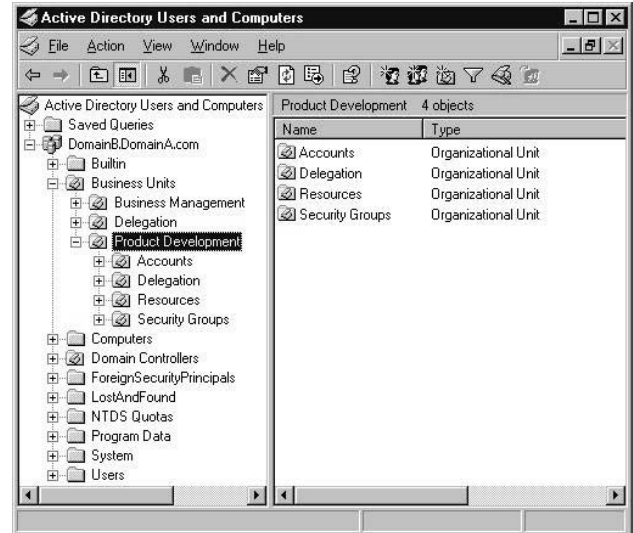 Active Directory Users and Computers
File Action View Window Help
Active Directory Users and Computers
Saved Queries
DomainB.DomainA.com
Builtin
Business Units
Business Management
Delegation
Product Development
Accounts
Delegation
Resources
Security Groups
Computers
Domain Controllers
ForeignSecurityPrincipals
LostAndFound
NTDS Quotas
Program Data
System
Users
Product Development 4 objects
Name Type
Accounts Organizational Unit
Delegation Organizational Unit
Resources Organizational Unit
Security Groups Organizational Unit